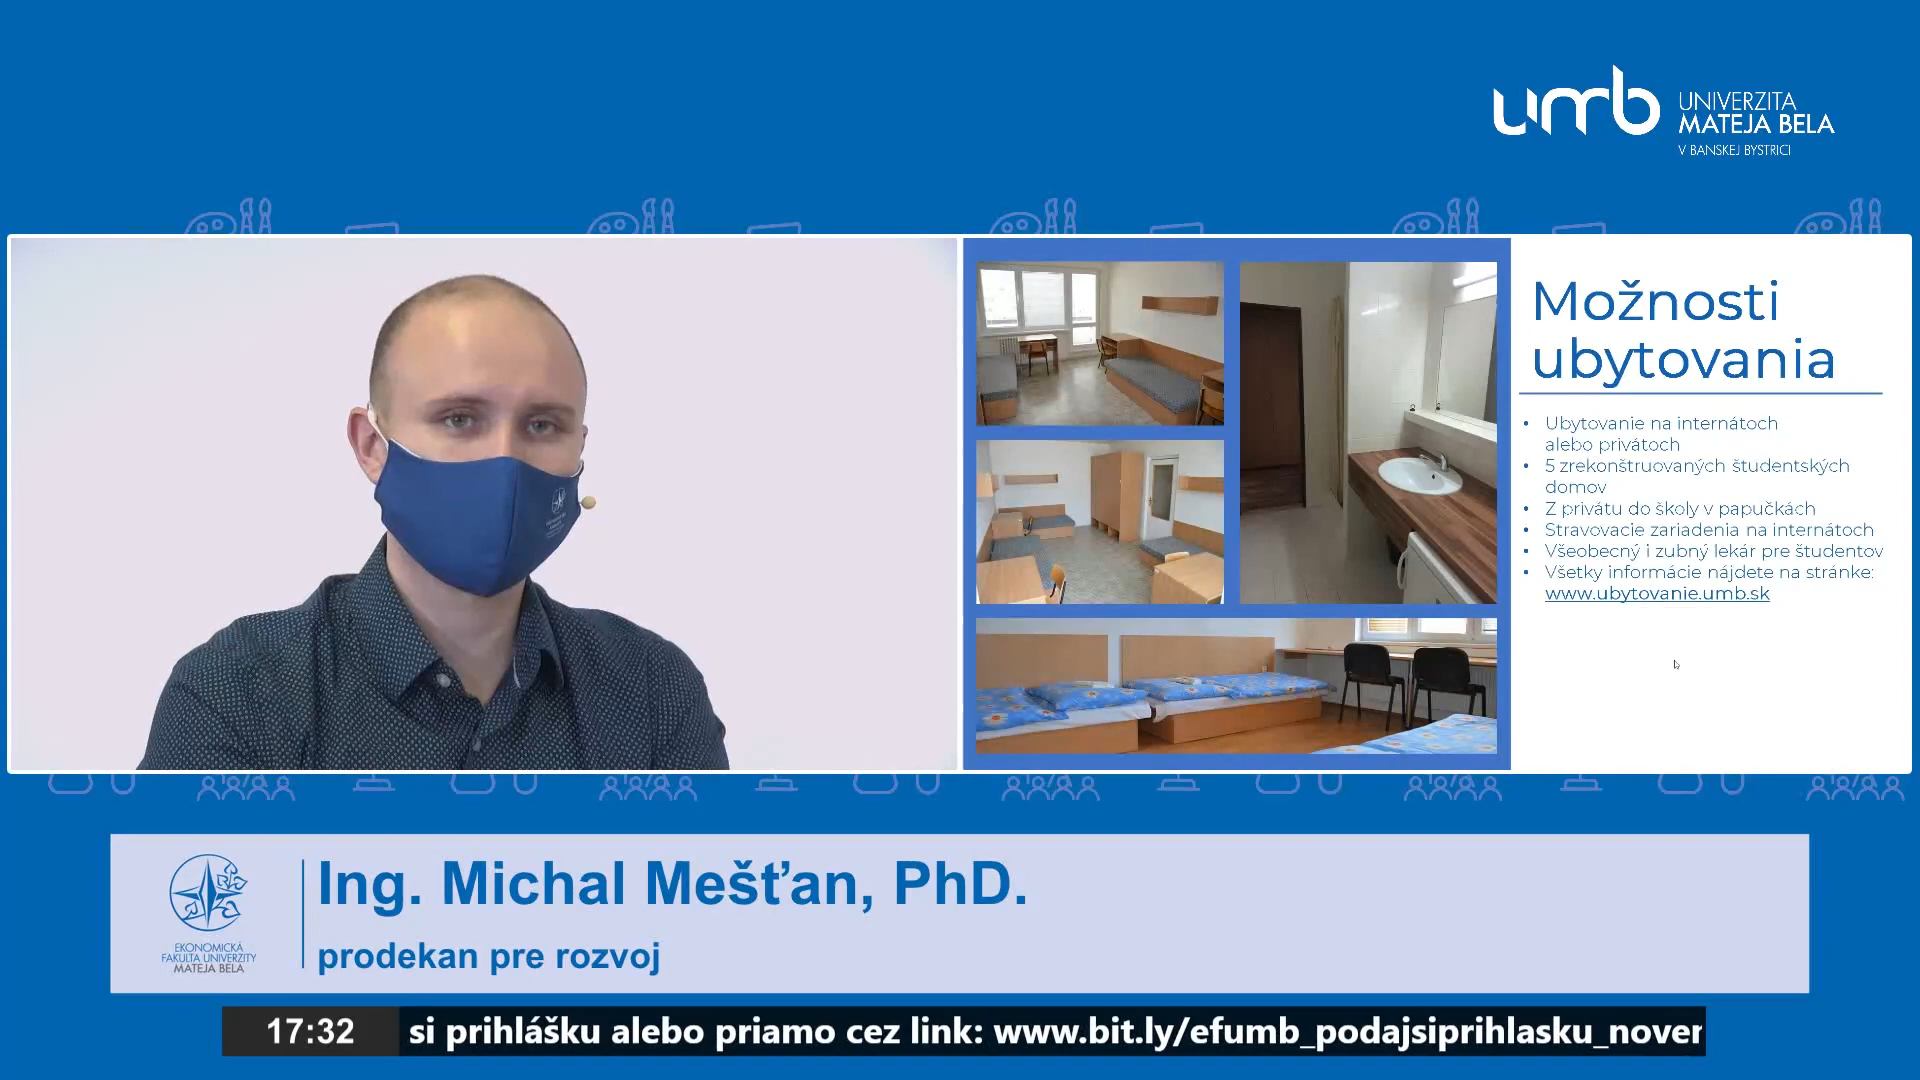 umb
UNIVERZITA
MATEJA BELA
V BANSKEJ BYSTRICI
Možnosti
ubytovania
• Ubytovanie na internátoch
alebo privátoch
• 5 zrekonštruovaných študentských
domov
• Z privátu do školy v papučkách
• Stravovacie zariadenia na internátoch
• Všeobecný i zubný lekár pre študentov
• Všetky informácie nájdete na stránke:
www.ubytovanie.umb.sk
Ing. Michal Mešťan, PhD.
prodekan pre rozvoj
EKONOMICKÁ
FAKULTA UNIVERZITY
MATEJA BELA
17:32 si prihlášku alebo priamo cez link: www.bit.ly/efumb_podajsiprihlasku_nover